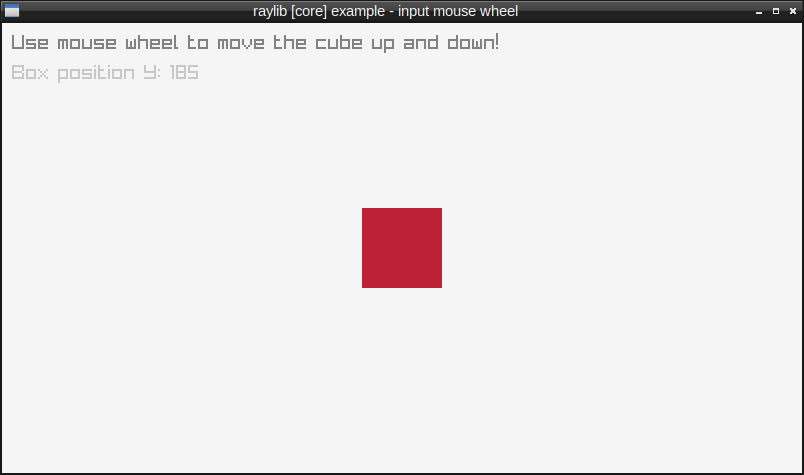 raylib [core] example - input mouse wheel
Use mouse wheel to move the cube up and down!
Box position Y: 185